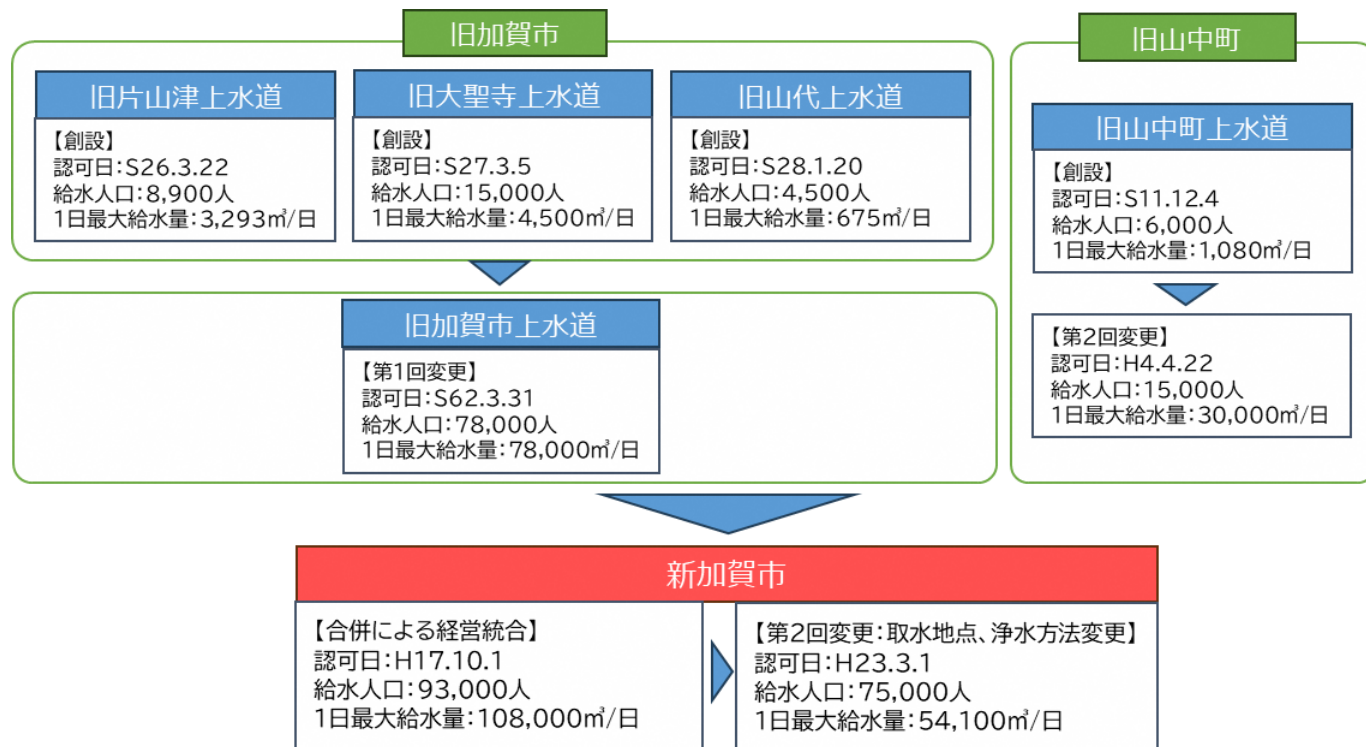 旧加賀市
旧片山津上水道
【創設】
認可日：S26.3.22
給水人口：8,900人
1日最大給水量：3,293㎥/日
旧大聖寺上水道
【創設】
認可日：S27.3.5
給水人口：15,000人
1日最大給水量：4,500㎥/日
旧山代上水道
【創設】
認可日：S28.1.20
給水人口：4,500人
1日最大給水量：675㎥/日
旧加賀市上水道
【第1回変更】
認可日：S62.3.31
給水人口：78,000人
1日最大給水量：78,000㎥/日
旧山中町
旧山中町上水道
【創設】
認可日：S11.12.4
給水人口：6,000人
1日最大給水量：1,080㎥/日
【第2回変更】
認可日：H4.4.22
給水人口：15,000人
1日最大給水量：30,000㎥/日
新加賀市
【合併による経営統合】
認可日：H17.10.1
給水人口：93,000人
1日最大給水量：108,000㎥/日
【第2回変更：取水地点、浄水方法変更】
認可日：H23.3.1
給水人口：75,000人
1日最大給水量：54,100㎥/日